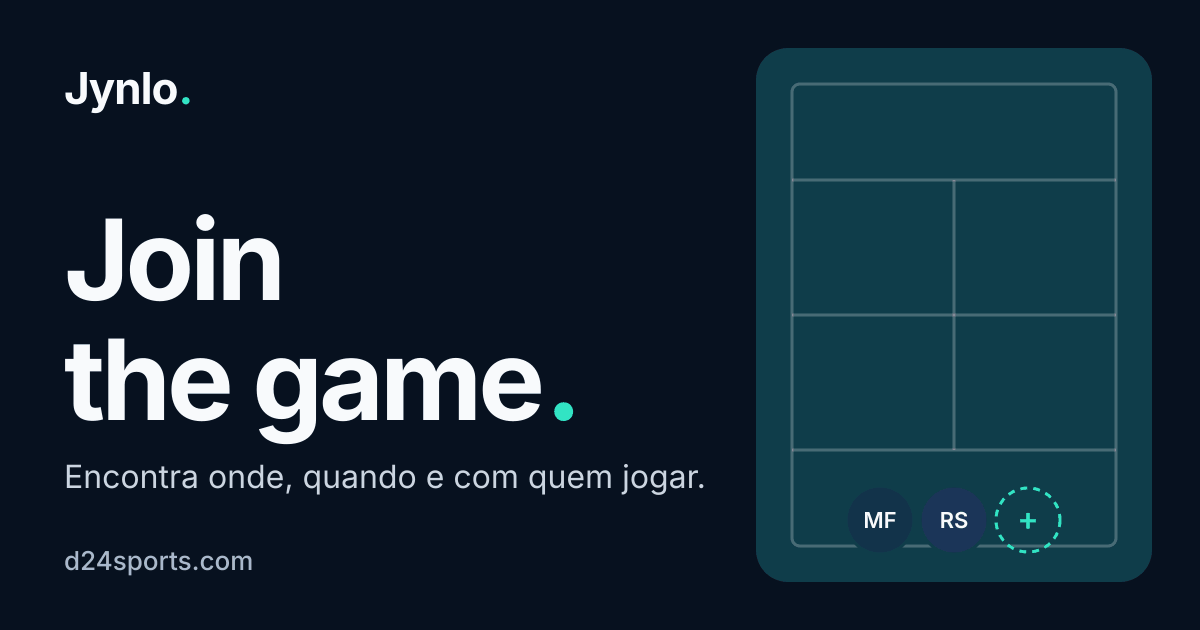 Jynlo.
Join
the game.
Encontra onde, quando e com quem jogar.
d24sports.com
MF RS +